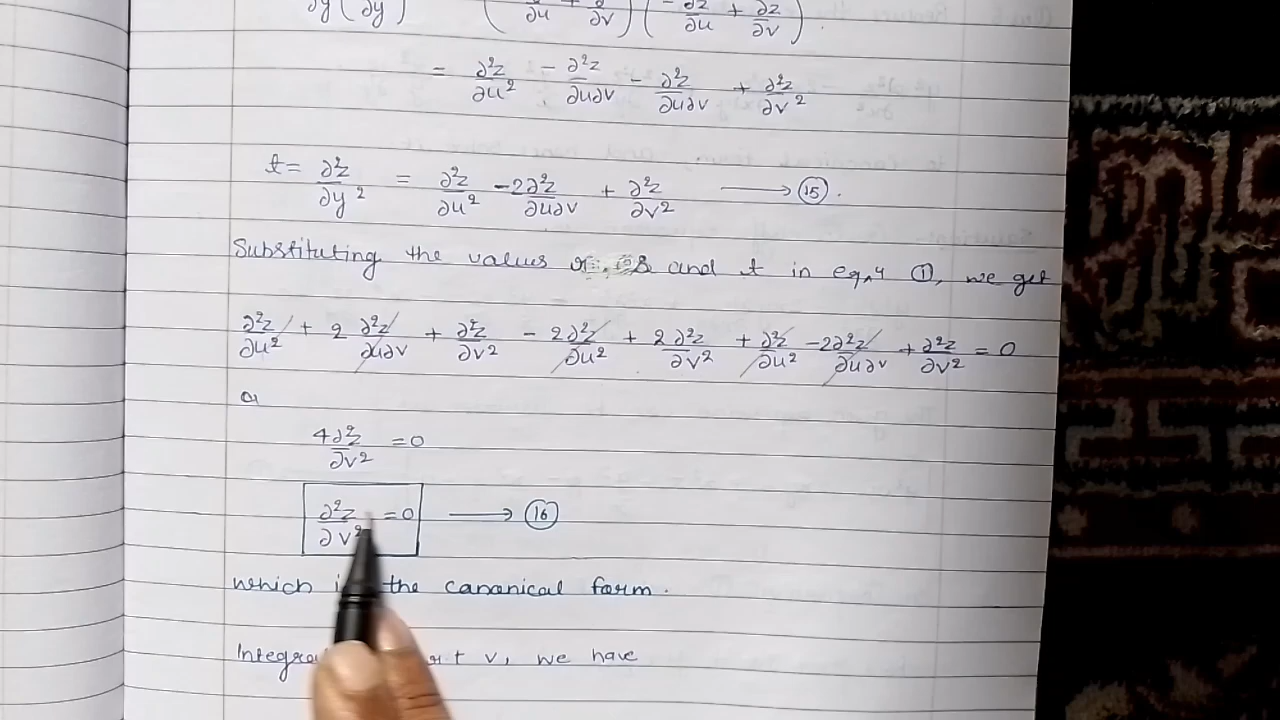 = ∂²z/∂u² - ∂²z/∂u∂v - ∂²z/∂u∂v + ∂²z/∂v²
t = ∂²z/∂y² = ∂²z/∂u² - 2∂²z/∂u∂v + ∂²z/∂v² ⟶ (15).
Substituting the values r, s and t in eqn (1), we get
∂²z/∂u² + 2 ∂²z/∂u∂v + ∂²z/∂v² - 2∂²z/∂u² + 2 ∂²z/∂v² + ∂²z/∂u² - 2∂²z/∂u∂v + ∂²z/∂v² = 0
or
4∂²z/∂v² = 0
∂²z/∂v² = 0 ⟶ (16)
which the canonical form.
w.r.t v, we have